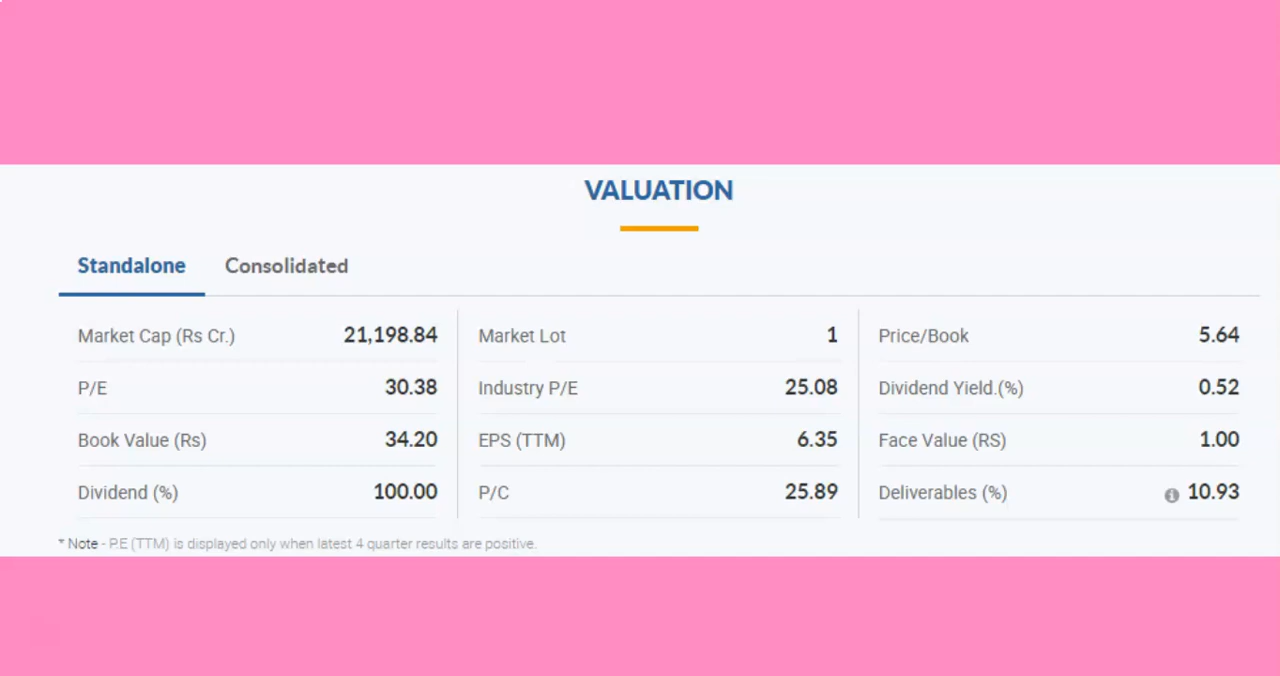 VALUATION
Standalone Consolidated
Market Cap (Rs Cr.) 21,198.84 Market Lot 1 Price/Book 5.64
P/E 30.38 Industry P/E 25.08 Dividend Yield.(%) 0.52
Book Value (Rs) 34.20 EPS (TTM) 6.35 Face Value (RS) 1.00
Dividend (%) 100.00 P/C 25.89 Deliverables (%) 10.93
* Note - P.E (TTM) is displayed only when latest 4 quarter results are positive.